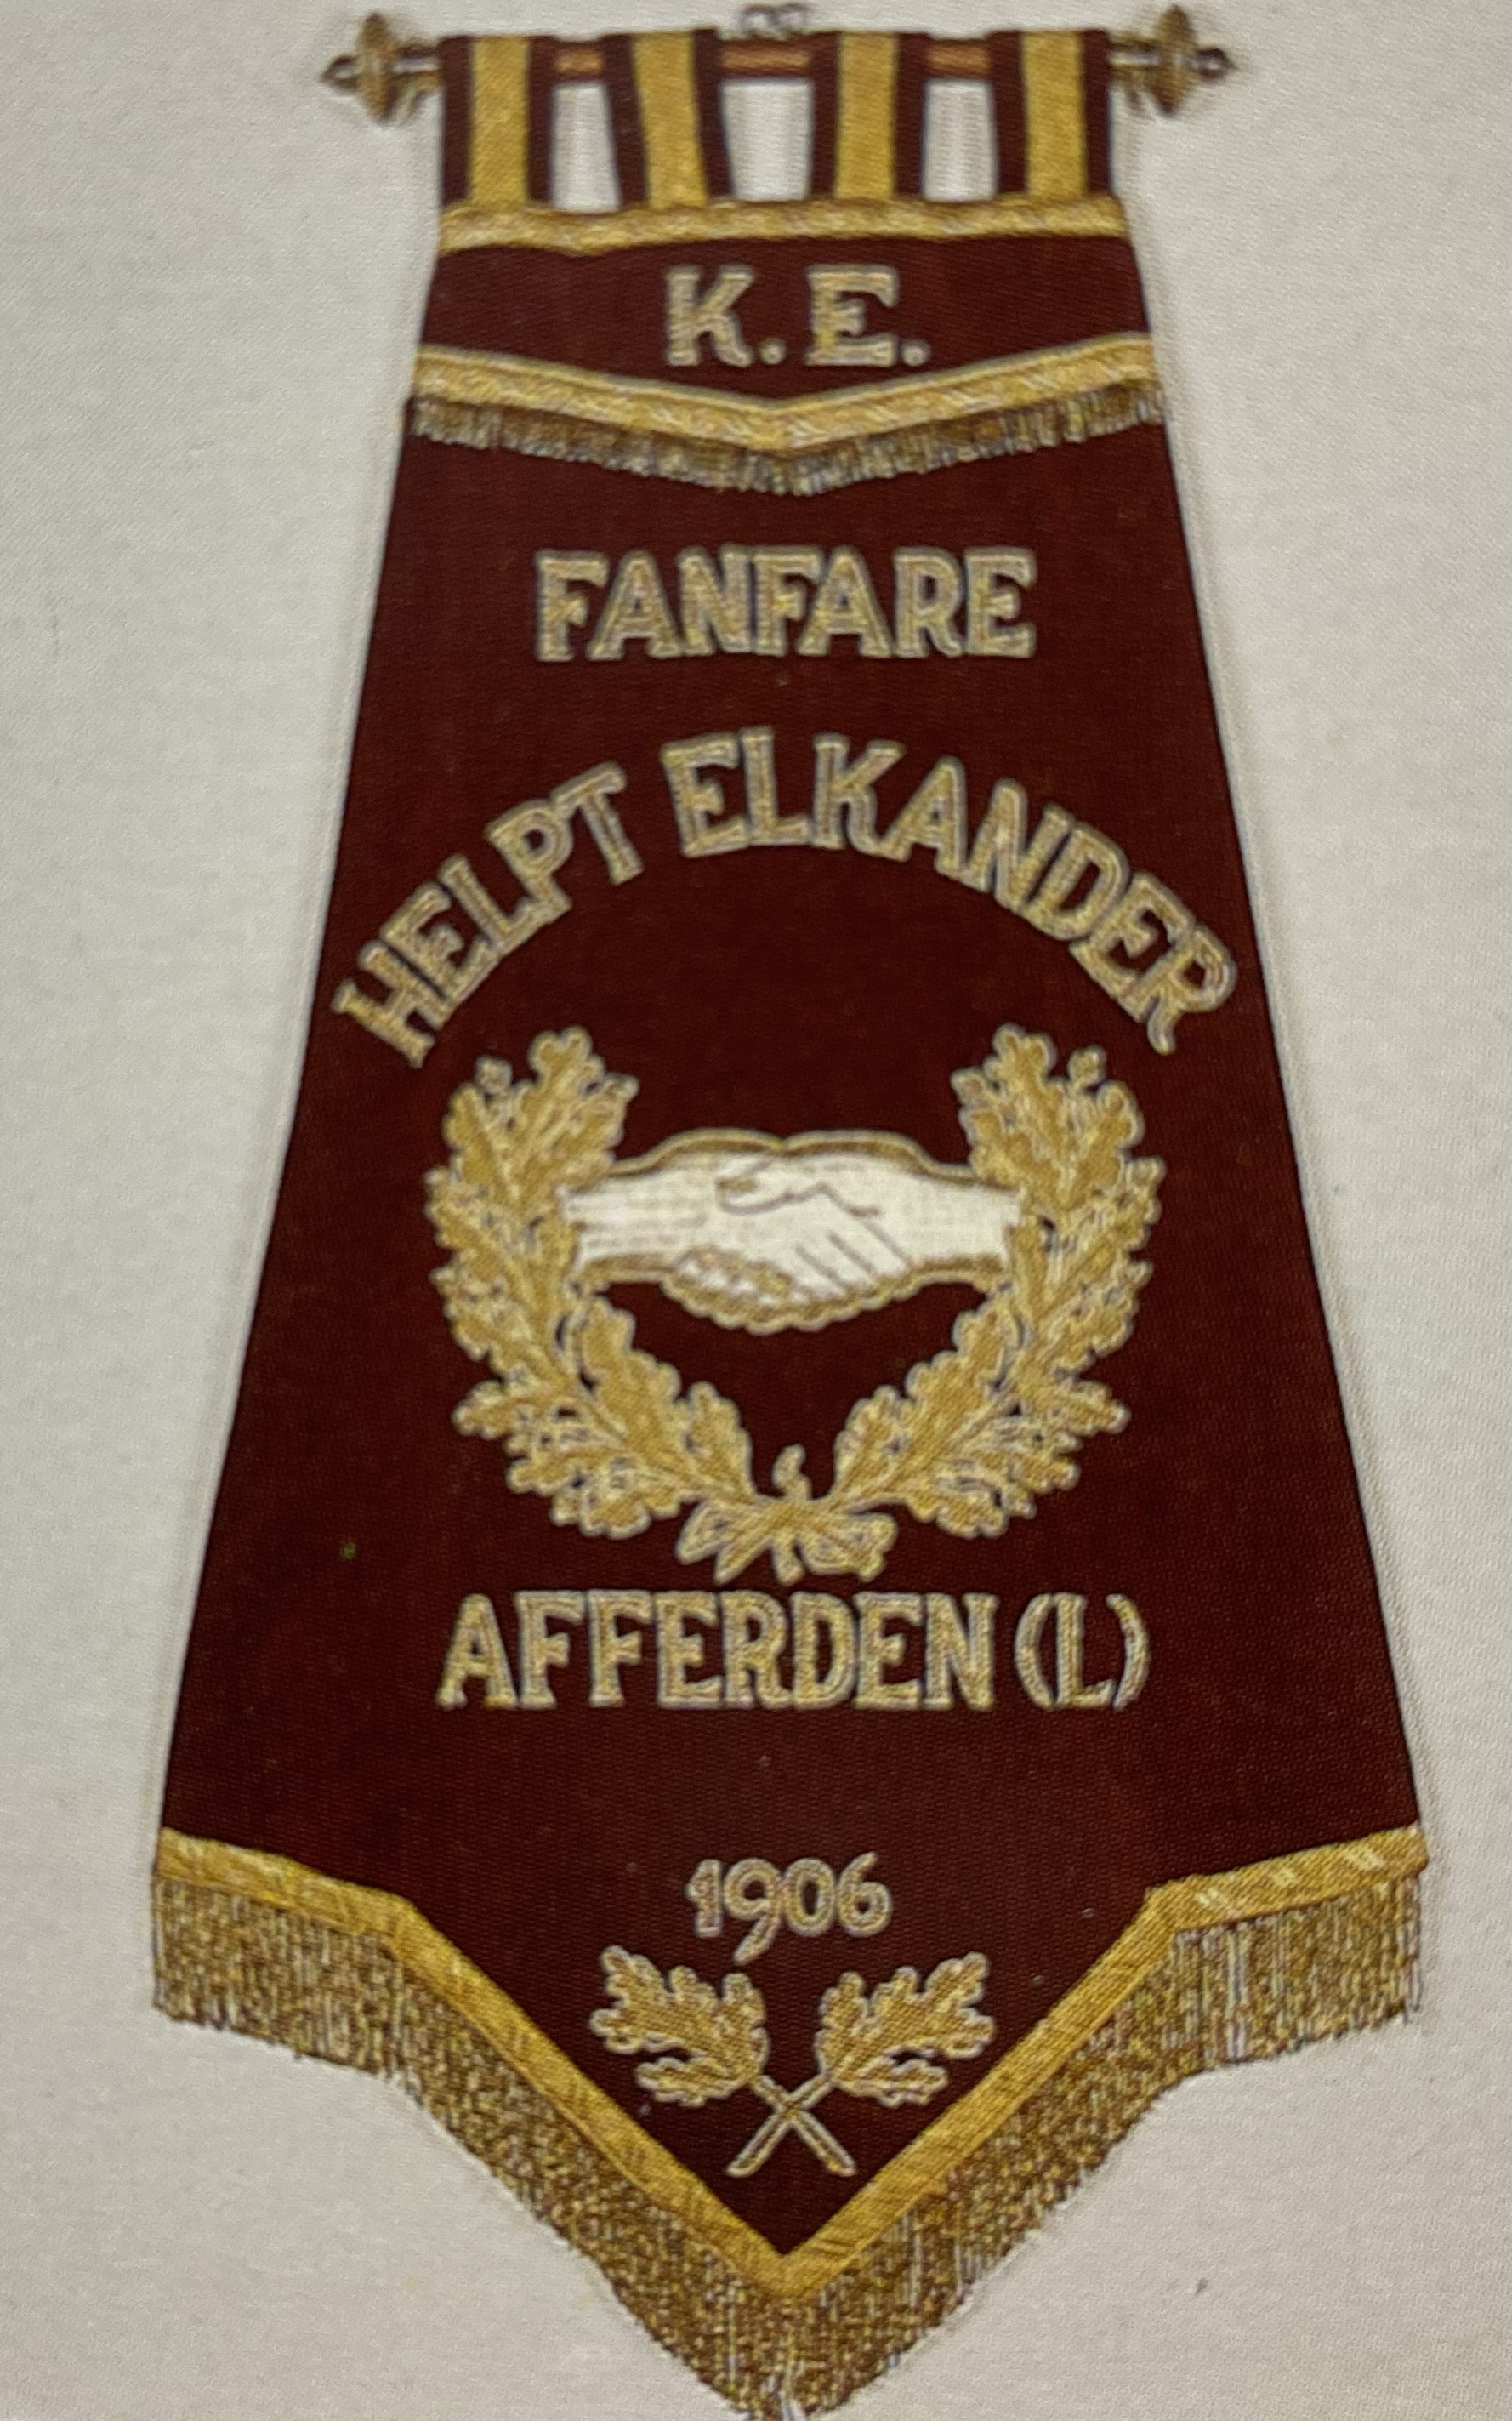 K. E.
FANFARE
HELPT ELKANDER
AFFERDEN (L)
1906